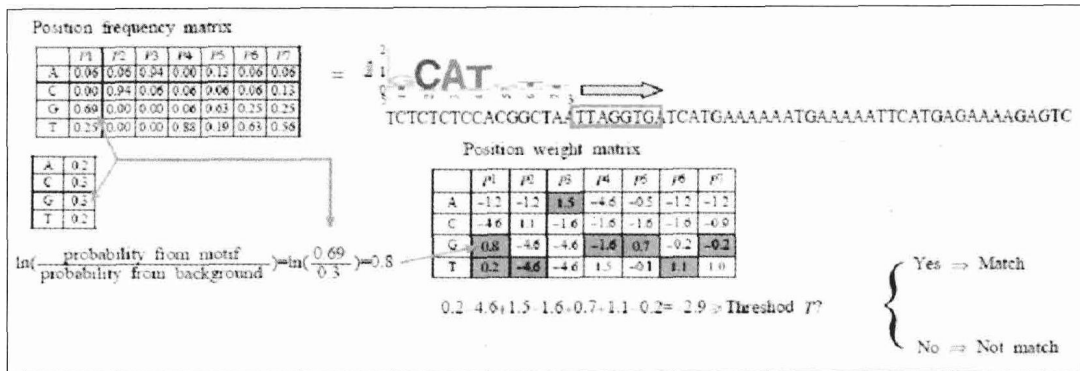 Position frequency matrix
P1 P2 P3 P4 P5 P6 P7
A 0.06 0.06 0.94 0.00 0.13 0.06 0.06
C 0.00 0.94 0.06 0.06 0.06 0.06 0.13
G 0.69 0.00 0.00 0.06 0.63 0.25 0.25
T 0.25 0.00 0.00 0.88 0.19 0.63 0.56
=
2
1
0
CAT
TCTCTCTCCACGGCTAATTAGGTGATCATGAAAAAATGAAAAATTCATGAGAAAAGAGTC
A 0.2
C 0.3
G 0.3
T 0.2
Position weight matrix
P1 P2 P3 P4 P5 P6 P7
A -1.2 -1.2 1.5 -4.6 -0.5 -1.2 -1.2
C -4.6 1.1 -1.6 -1.6 -1.6 -1.6 -0.9
G 0.8 -4.6 -4.6 -1.6 0.7 -0.2 -0.2
T 0.2 -4.6 -4.6 1.5 -0.1 1.1 1.0
ln(probability from motif/probability from background)=ln(0.69/0.3)=0.8
0.2-4.6+1.5-1.6+0.7+1.1-0.2=-2.9 > Threshod T?
Yes ⇒ Match
No ⇒ Not match